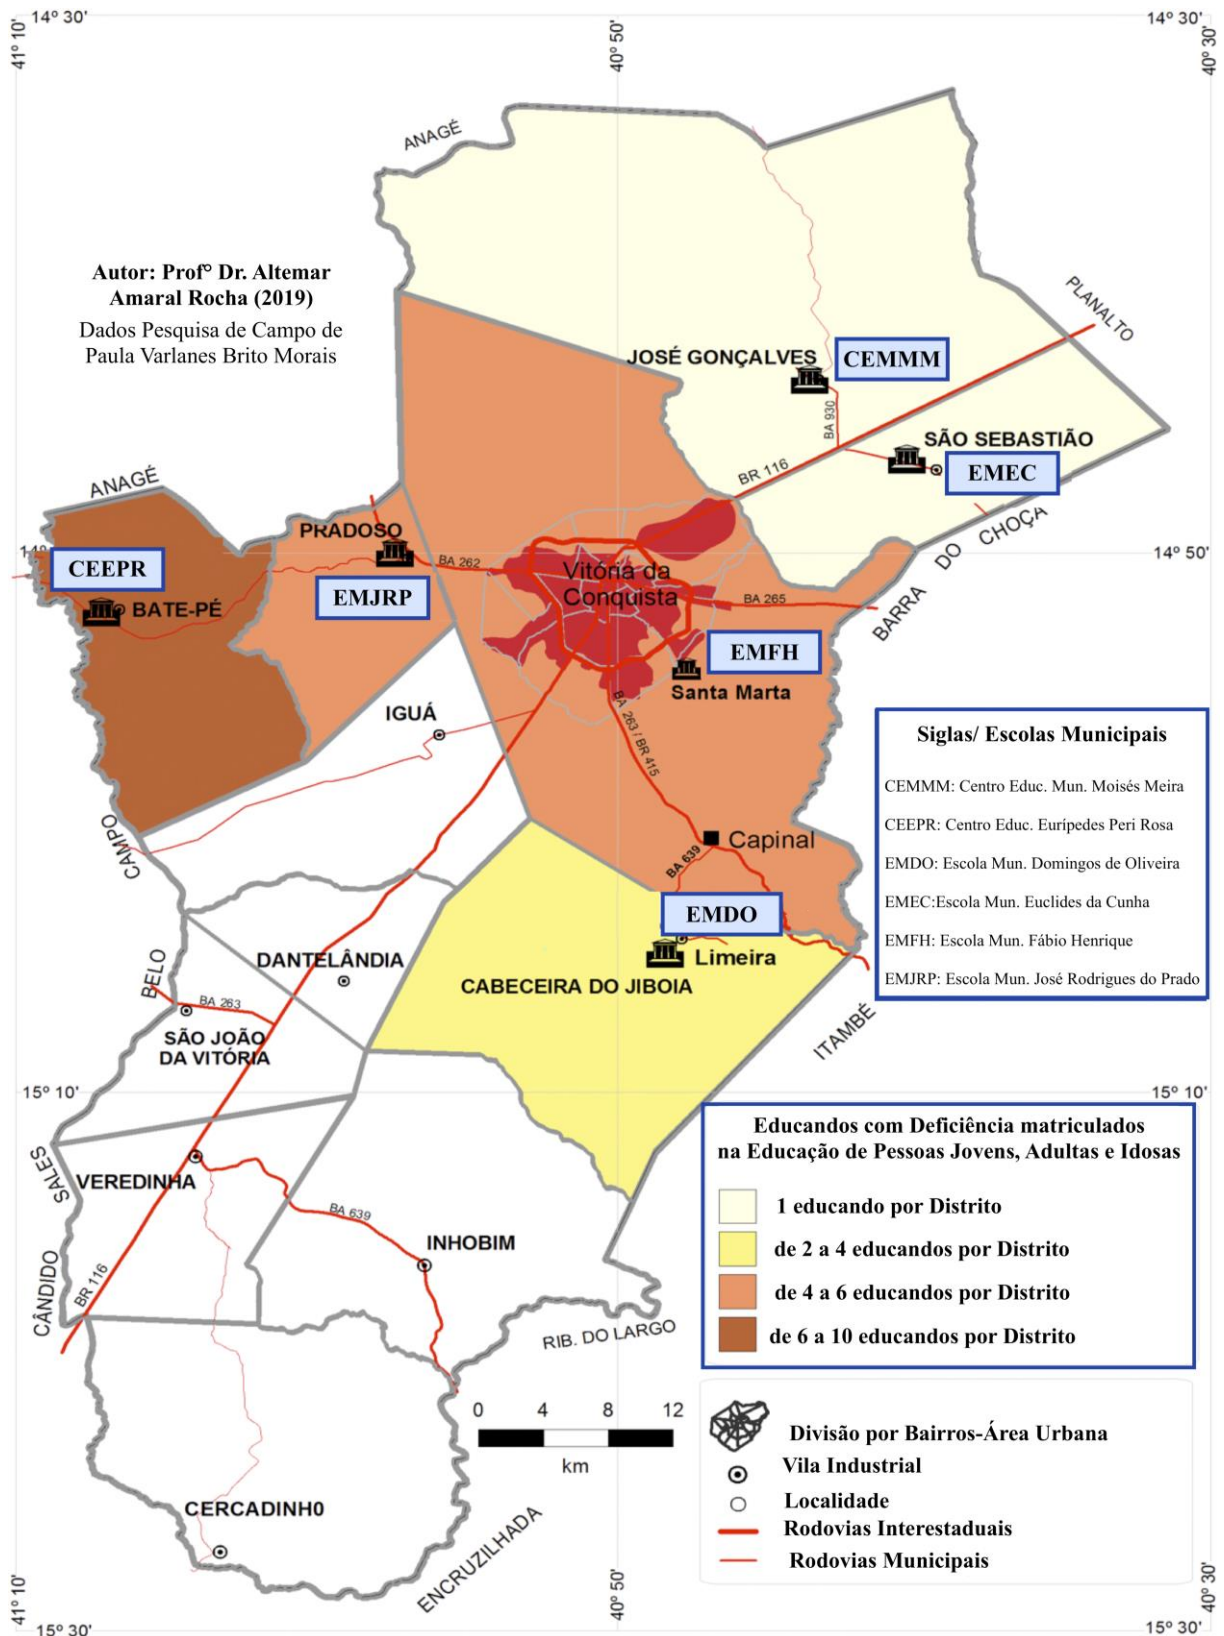 41º 10'
14º 30'
40º 50'
14º 30'
40º 30'
ANAGÉ
Autor: Profº Dr. Altemar
Amaral Rocha (2019)
Dados Pesquisa de Campo de
Paula Varlanes Brito Morais
PLANALTO
JOSÉ GONÇALVES
CEMMM
BA 930
SÃO SEBASTIÃO
EMEC
BR 116
ANAGÉ
BARRA DO CHOÇA
PRADOSO
14º
14º 50'
CEEPR
BA 262
Vitória da
Conquista
EMJRP
BATE-PÉ
BA 265
EMFH
Santa Marta
IGUÁ
BA 263 / BR 415
Siglas/ Escolas Municipais
CEMMM: Centro Educ. Mun. Moisés Meira
CEEPR: Centro Educ. Eurípedes Peri Rosa
EMDO: Escola Mun. Domingos de Oliveira
EMEC:Escola Mun. Euclides da Cunha
EMFH: Escola Mun. Fábio Henrique
EMJRP: Escola Mun. José Rodrigues do Prado
CAMPO
Capinal
BA 639
EMDO
Limeira
DANTELÂNDIA
CABECEIRA DO JIBOIA
BELO
BA 263
SÃO JOÃO
DA VITÓRIA
ITAMBÉ
15º 10'
15º 10'
Educandos com Deficiência matriculados
na Educação de Pessoas Jovens, Adultas e Idosas
1 educando por Distrito
de 2 a 4 educandos por Distrito
de 4 a 6 educandos por Distrito
de 6 a 10 educandos por Distrito
SALES
VEREDINHA
BA 639
INHOBIM
CÂNDIDO
BR 116
RIB. DO LARGO
0 4 8 12
km
Divisão por Bairros-Área Urbana
Vila Industrial
Localidade
Rodovias Interestaduais
Rodovias Municipais
CERCADINH0
ENCRUZILHADA
41º 10'
15º 30'
40º 50'
15º 30'
40º 30'